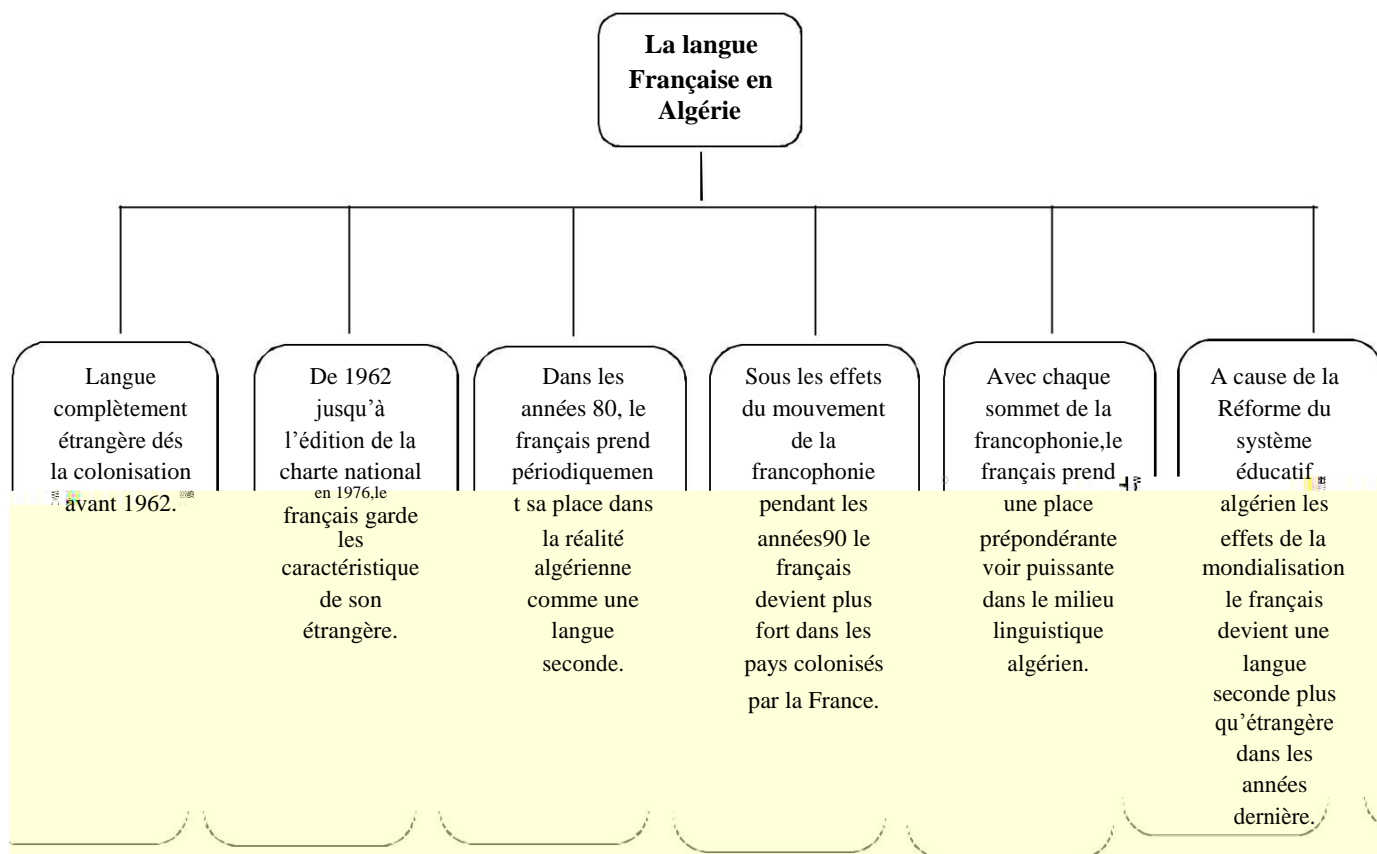 La langue
Française en
Algérie
Langue
complètement
étrangère dés
la colonisation
avant 1962.
De 1962
jusqu’à
l’édition de la
charte national
en 1976,le
français garde
les
caractéristique
de son
étrangère.
Dans les
années 80, le
français prend
périodiquemen
t sa place dans
la réalité
algérienne
comme une
langue
seconde.
Sous les effets
du mouvement
de la
francophonie
pendant les
années90 le
français
devient plus
fort dans les
pays colonisés
par la France.
Avec chaque
sommet de la
francophonie,le
français prend
une place
prépondérante
voir puissante
dans le milieu
linguistique
algérien.
A cause de la
Réforme du
système
éducatif
algérien les
effets de la
mondialisation
le français
devient une
langue
seconde plus
qu’étrangère
dans les
années
dernière.